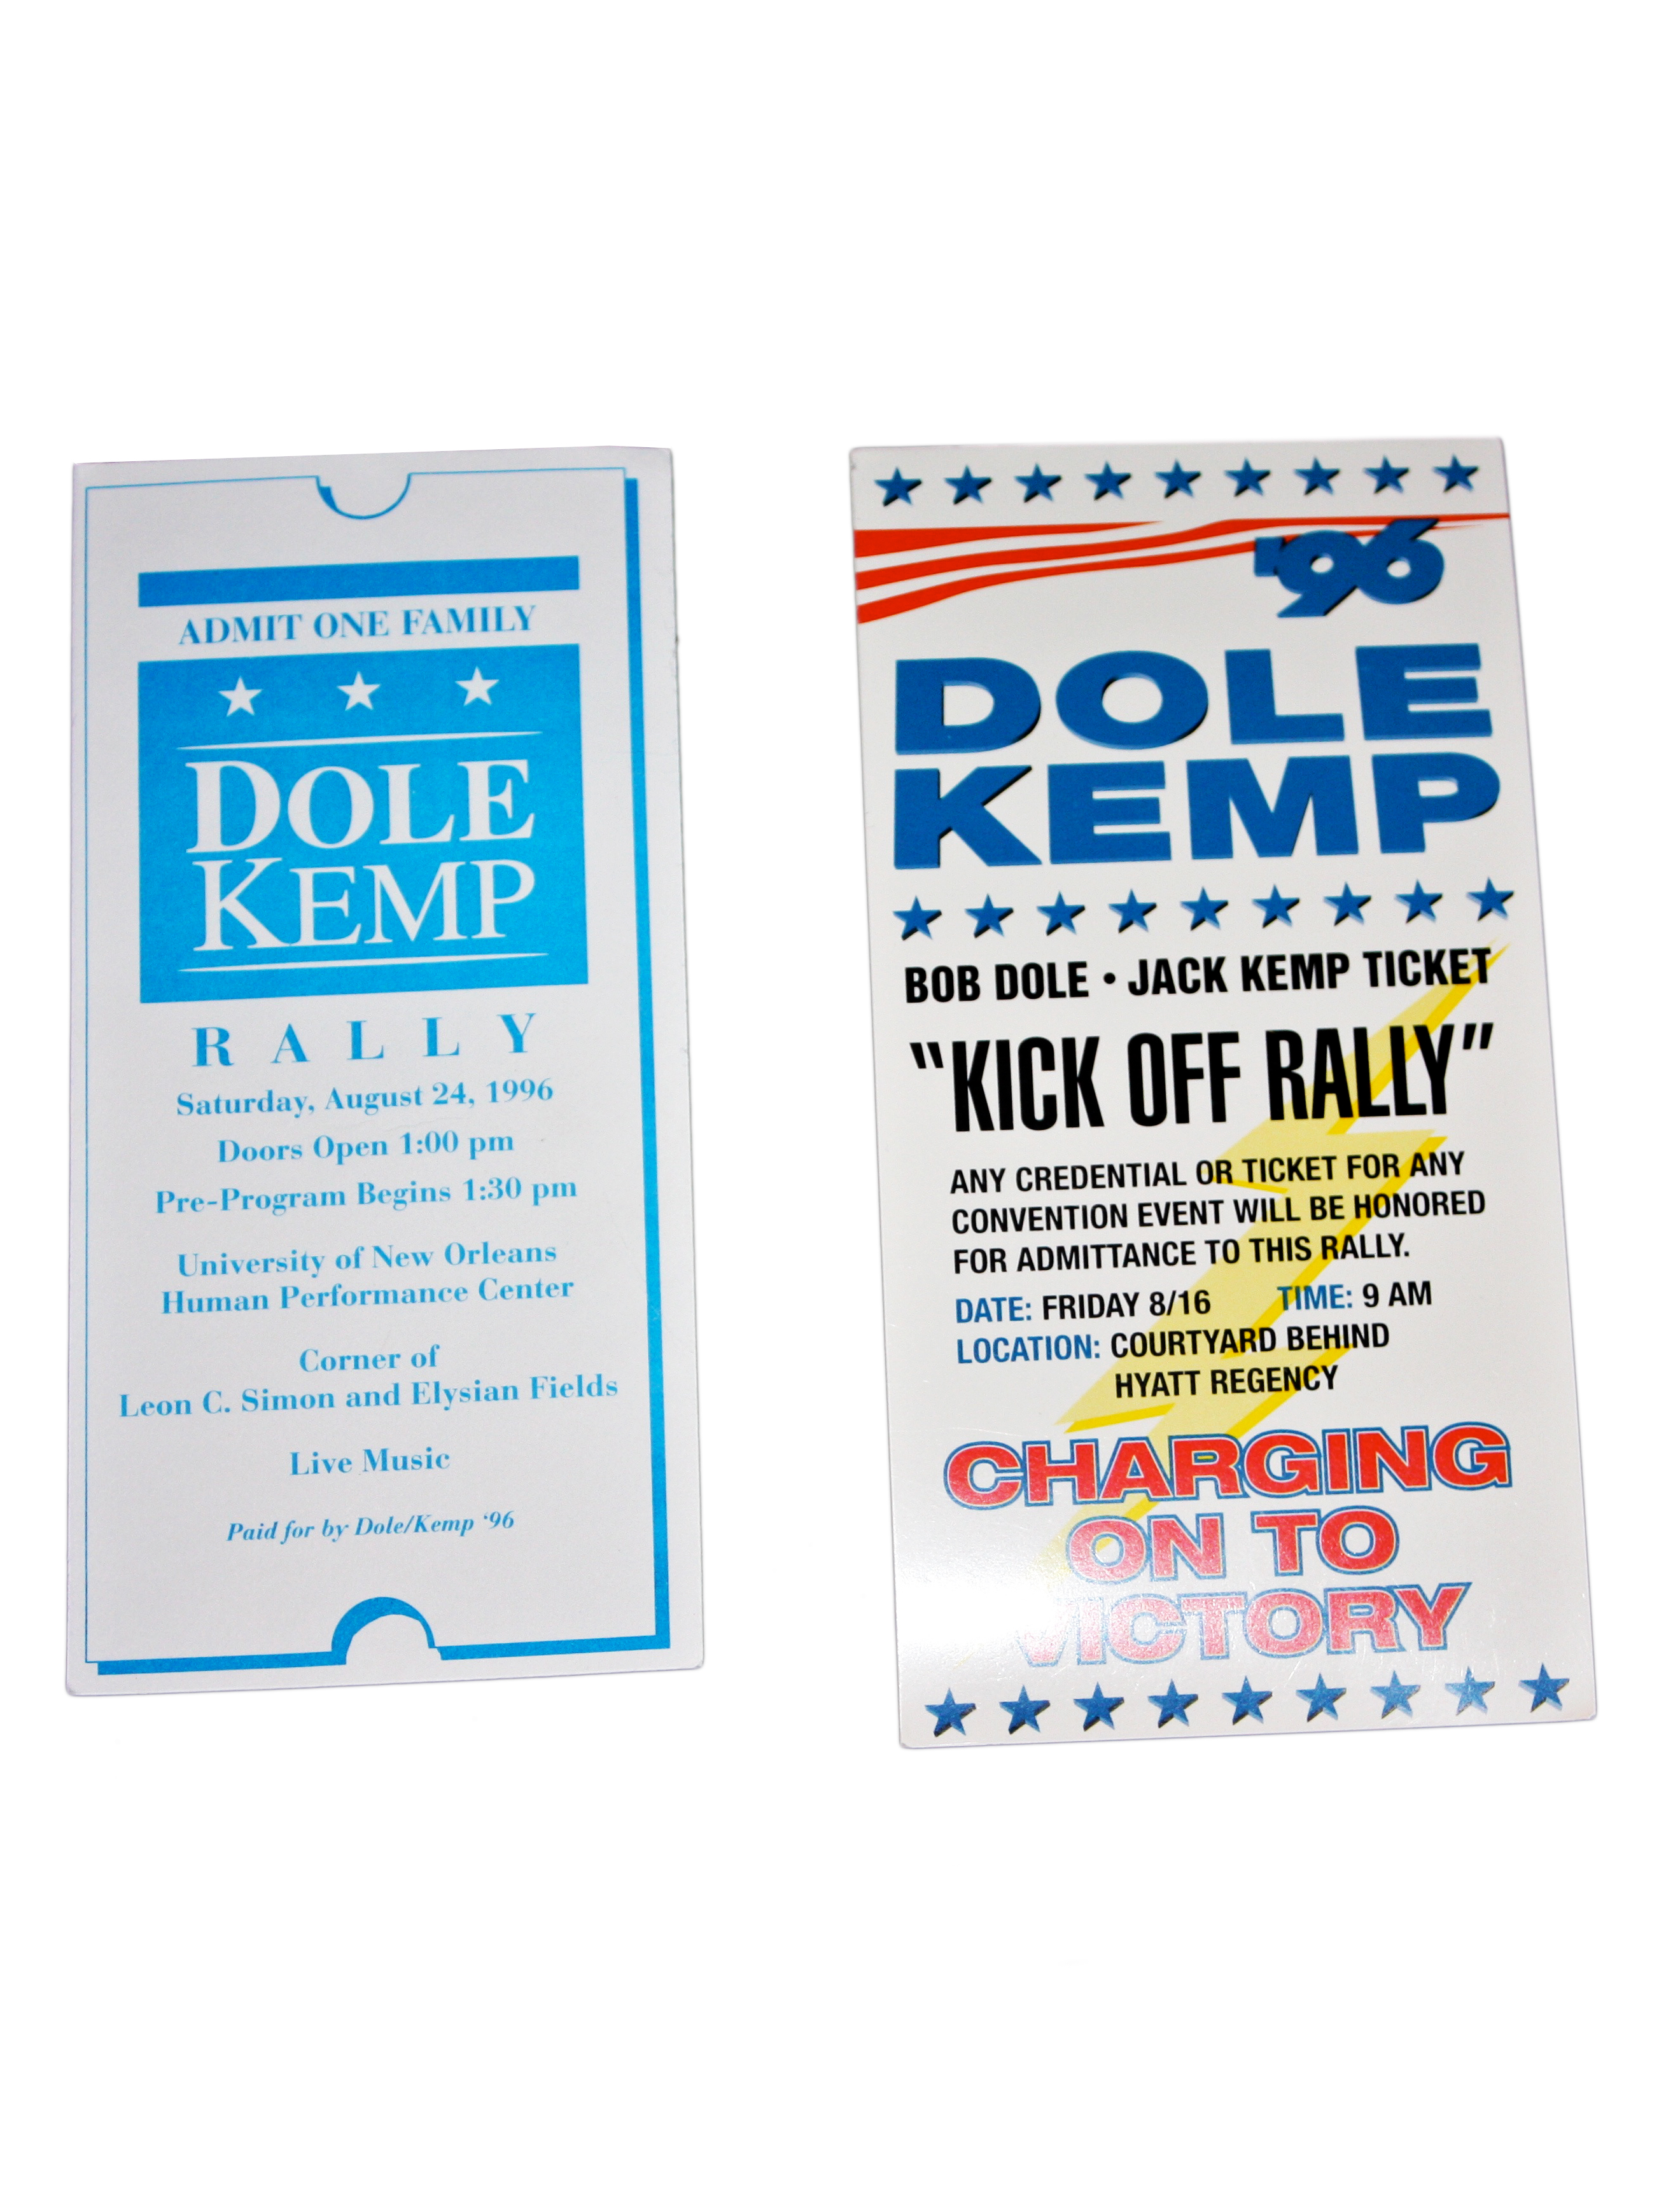 ADMIT ONE FAMILY
DOLE
KEMP
RALLY
Saturday, August 24, 1996
Doors Open 1:00 pm
Pre-Program Begins 1:30 pm
University of New Orleans
Human Performance Center
Corner of
Leon C. Simon and Elysian Fields
Live Music
Paid for by Dole/Kemp ‘96
'96
DOLE
KEMP
BOB DOLE • JACK KEMP TICKET
"KICK OFF RALLY"
ANY CREDENTIAL OR TICKET FOR ANY
CONVENTION EVENT WILL BE HONORED
FOR ADMITTANCE TO THIS RALLY.
DATE: FRIDAY 8/16 TIME: 9 AM
LOCATION: COURTYARD BEHIND
HYATT REGENCY
CHARGING
ON TO
VICTORY